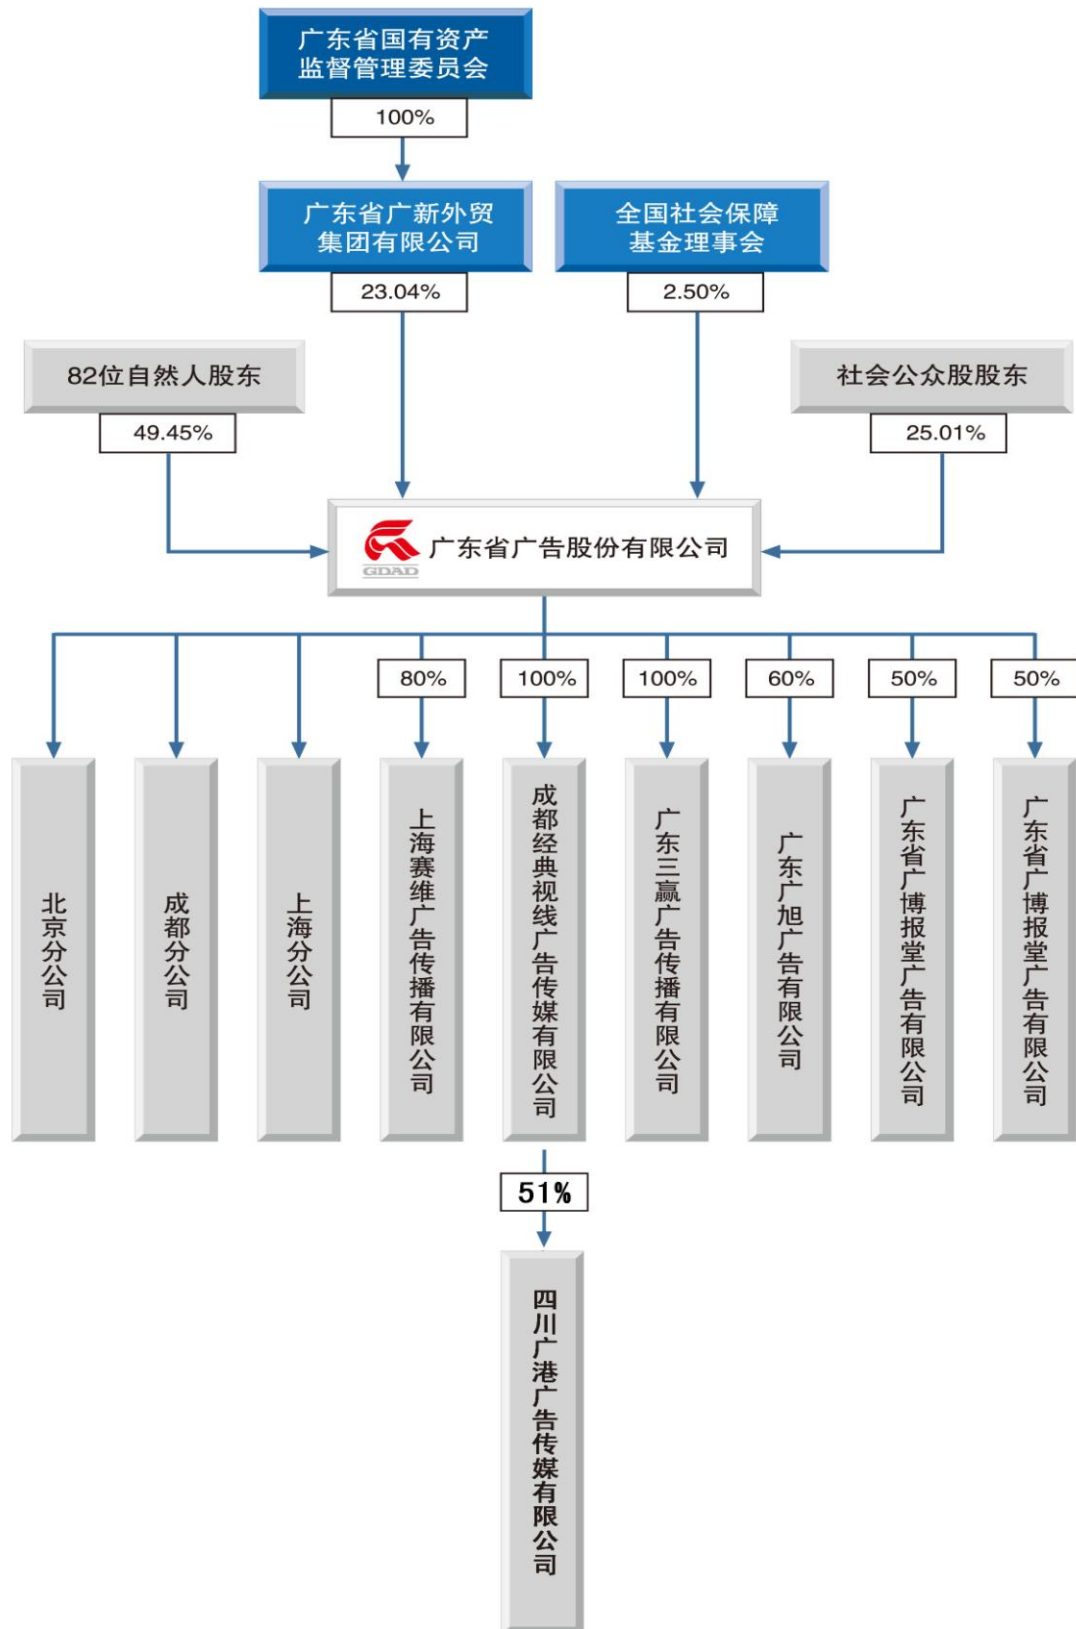 广东省国有资产
监督管理委员会
100%
广东省广新外贸
集团有限公司
全国社会保障
基金理事会
23.04%
2.50%
82位自然人股东
社会公众股股东
49.45%
25.01%
GDAD
广东省广告股份有限公司
80%
100%
100%
60%
50%
50%
北京分公司
成都分公司
上海分公司
上海赛维广告传播有限公司
成都经典视线广告传媒有限公司
广东三赢广告传播有限公司
广东广旭广告有限公司
广东省广博报堂广告有限公司
广东省广博报堂广告有限公司
51%
四川广港广告传媒有限公司